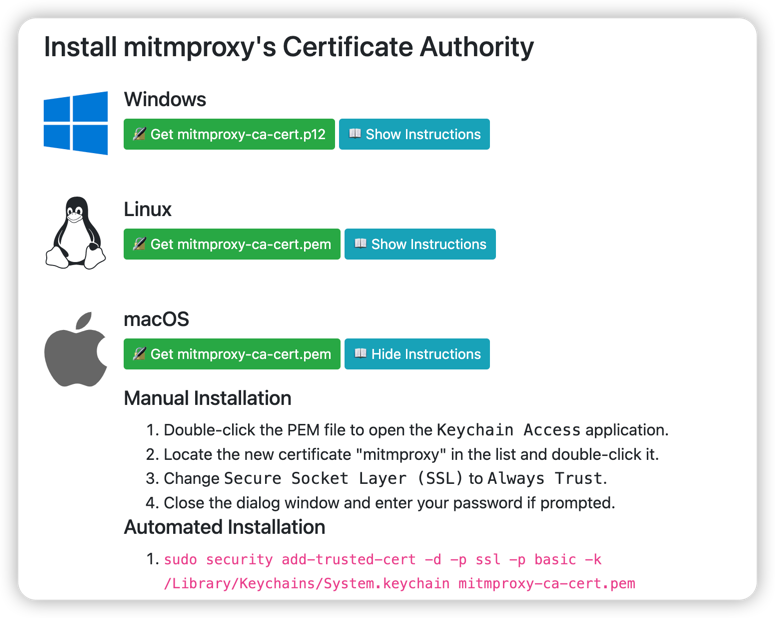 Install mitmproxy's Certificate Authority
Windows
Get mitmproxy-ca-cert.p12 Show Instructions
Linux
Get mitmproxy-ca-cert.pem Show Instructions
macOS
Get mitmproxy-ca-cert.pem Hide Instructions
Manual Installation
1. Double-click the PEM file to open the Keychain Access application.
2. Locate the new certificate "mitmproxy" in the list and double-click it.
3. Change Secure Socket Layer (SSL) to Always Trust.
4. Close the dialog window and enter your password if prompted.
Automated Installation
1. sudo security add-trusted-cert -d -p ssl -p basic -k
/Library/Keychains/System.keychain mitmproxy-ca-cert.pem